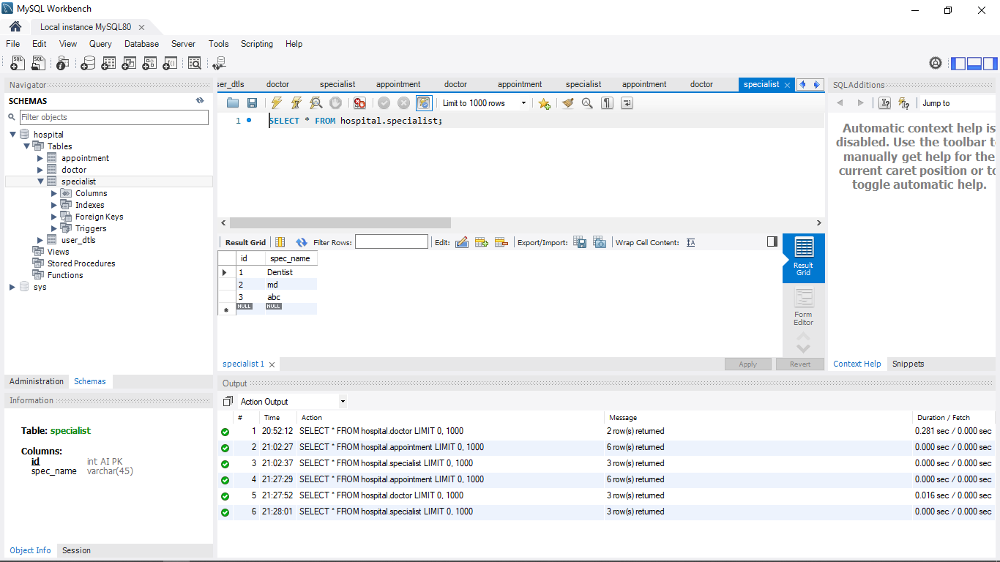 MySQL Workbench
Local instance MySQL80
File Edit View Query Database Server Tools Scripting Help
Navigator
SCHEMAS
Filter objects
hospital
Tables
appointment
doctor
specialist
Columns
Indexes
Foreign Keys
Triggers
user_dtls
Views
Stored Procedures
Functions
sys
Administration Schemas
Information
Table: specialist
Columns:
id int AI PK
spec_name varchar(45)
Object Info Session
ser_dtls doctor specialist appointment doctor appointment specialist appointment doctor specialist
Limit to 1000 rows
1 SELECT * FROM hospital.specialist;
Result Grid Filter Rows: Edit: Export/Import: Wrap Cell Content:
id spec_name
1 Dentist
2 md
3 abc
NULL NULL
Result
Grid
Form
Editor
specialist 1 Apply Revert
SQLAdditions
Jump to
Automatic context help is
disabled. Use the toolbar t
manually get help for the
current caret position or to
toggle automatic help.
Context Help Snippets
Output
Action Output
# Time Action Message Duration / Fetch
1 20:52:12 SELECT * FROM hospital.doctor LIMIT 0, 1000 2 row(s) returned 0.281 sec / 0.000 sec
2 21:02:27 SELECT * FROM hospital.appointment LIMIT 0, 1000 6 row(s) returned 0.000 sec / 0.000 sec
3 21:02:37 SELECT * FROM hospital.specialist LIMIT 0, 1000 3 row(s) returned 0.000 sec / 0.000 sec
4 21:27:29 SELECT * FROM hospital.appointment LIMIT 0, 1000 6 row(s) returned 0.000 sec / 0.000 sec
5 21:27:52 SELECT * FROM hospital.doctor LIMIT 0, 1000 3 row(s) returned 0.016 sec / 0.000 sec
6 21:28:01 SELECT * FROM hospital.specialist LIMIT 0, 1000 3 row(s) returned 0.000 sec / 0.000 sec